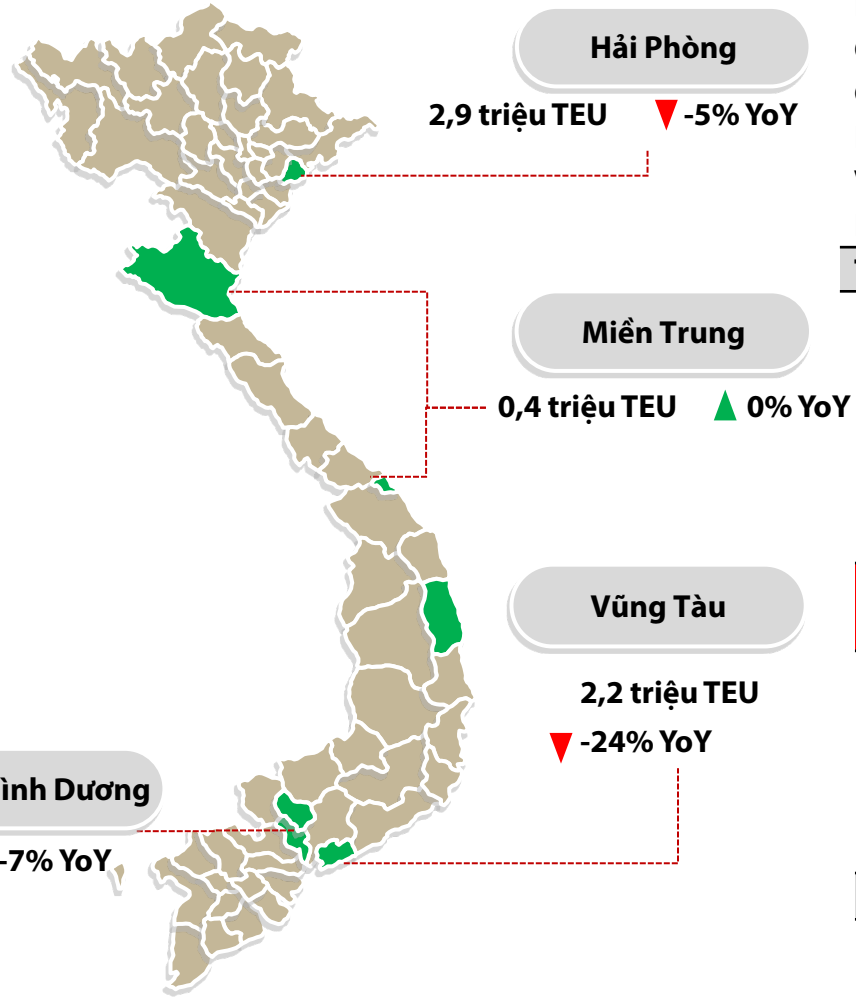 Hải Phòng
2,9 triệu TEU -5% YoY
Miền Trung
0,4 triệu TEU 0% YoY
Vũng Tàu
2,2 triệu TEU
-24% YoY
Dương
-7% YoY